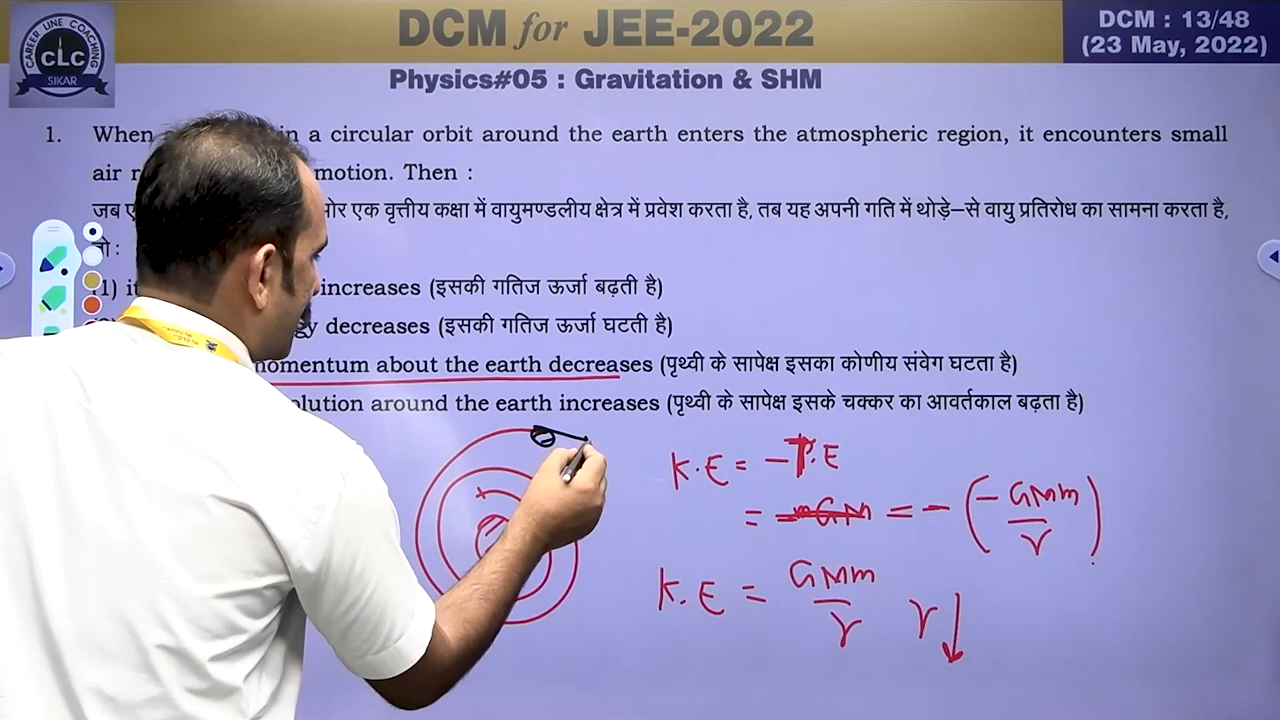 DCM for JEE-2022
DCM : 13/48
(23 May, 2022)
CAREER LINE COACHING
CLC
SIKAR
Physics#05 : Gravitation & SHM
1. When in a circular orbit around the earth enters the atmospheric region, it encounters small
air motion. Then :
जब एक वृत्तीय कक्षा में वायुमण्डलीय क्षेत्र में प्रवेश करता है, तब यह अपनी गति में थोड़े–से वायु प्रतिरोध का सामना करता है,
तो :
(1) increases (इसकी गतिज ऊर्जा बढ़ती है)
decreases (इसकी गतिज ऊर्जा घटती है)
momentum about the earth decreases (पृथ्वी के सापेक्ष इसका कोणीय संवेग घटता है)
around the earth increases (पृथ्वी के सापेक्ष इसके चक्कर का आवर्तकाल बढ़ता है)
K.E = -P.E
= = - (-GMm/r)
K.E = GMm/r r↓